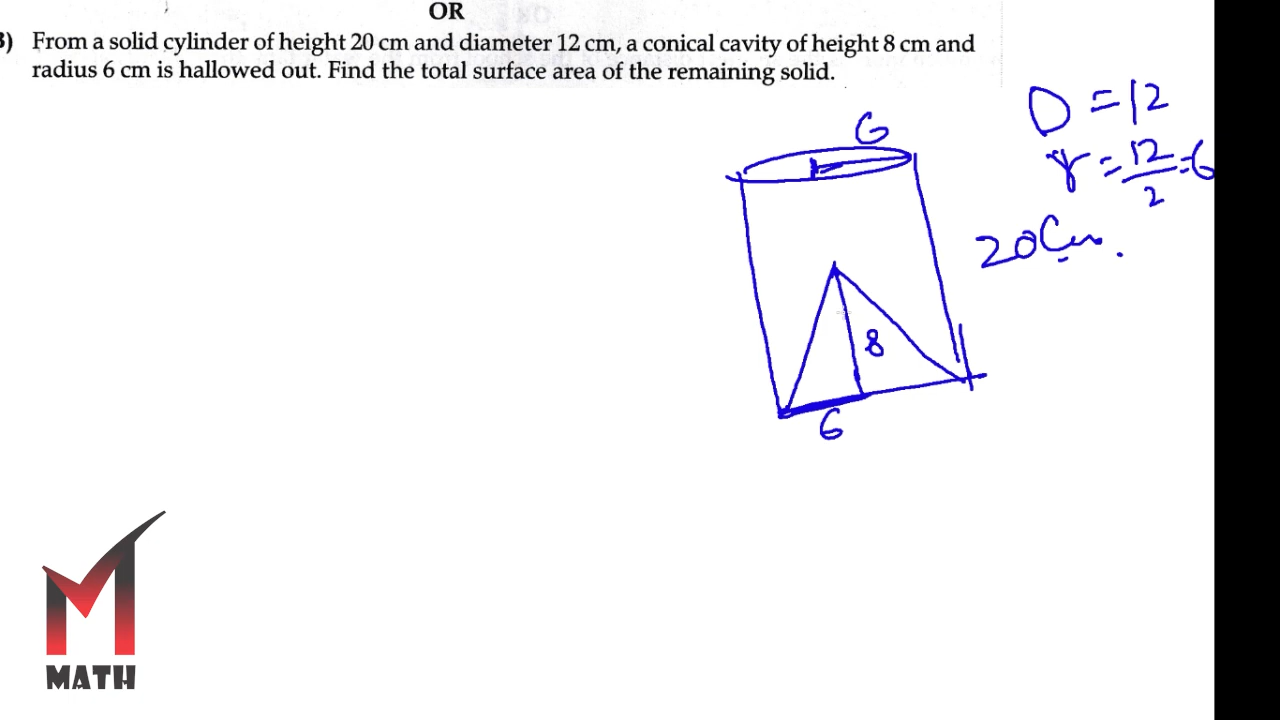 OR
3) From a solid cylinder of height 20 cm and diameter 12 cm, a conical cavity of height 8 cm and
radius 6 cm is hallowed out. Find the total surface area of the remaining solid.
D = 12
6
r = 12/2 = 6
20 Cm.
8
6
M
MATH